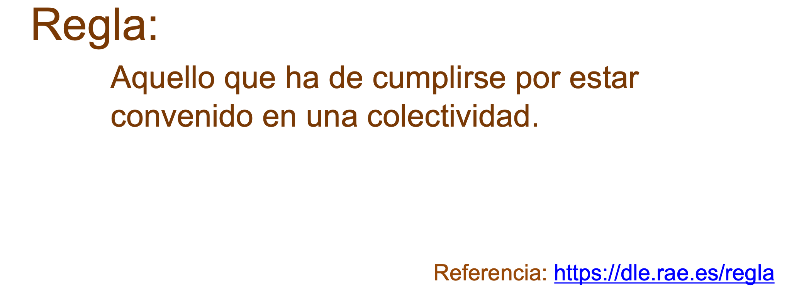 Regla:
Aquello que ha de cumplirse por estar
convenido en una colectividad.
Referencia: https://dle.rae.es/regla